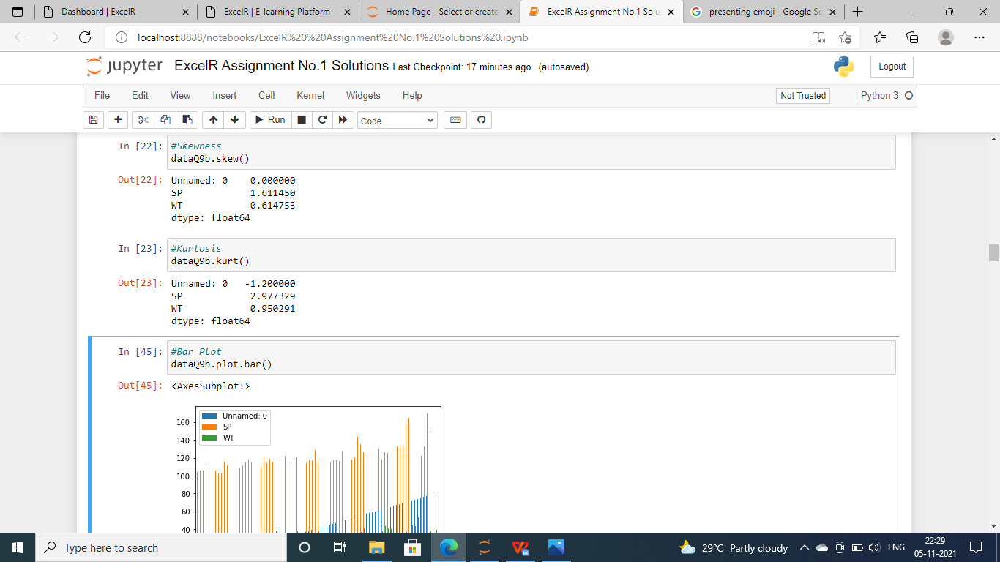 Dashboard | ExcelR
ExcelR | E-learning Platform
Home Page - Select or create
ExcelR Assignment No.1 Solu
presenting emoji - Google Se
localhost:8888/notebooks/ExcelR%20%20Assignment%20No.1%20Solutions%20.ipynb
jupyter ExcelR Assignment No.1 Solutions Last Checkpoint: 17 minutes ago (autosaved)
Logout
File Edit View Insert Cell Kernel Widgets Help
Not Trusted
Python 3
Run
Code
In [22]: #Skewness
dataQ9b.skew()
Out[22]: Unnamed: 0 0.000000
SP 1.611450
WT -0.614753
dtype: float64
In [23]: #Kurtosis
dataQ9b.kurt()
Out[23]: Unnamed: 0 -1.200000
SP 2.977329
WT 0.950291
dtype: float64
In [45]: #Bar Plot
dataQ9b.plot.bar()
Out[45]: <AxesSubplot:>
Unnamed: 0
SP
WT
160
140
120
100
80
60
40
Type here to search
29°C Partly cloudy
ENG
22:29
05-11-2021